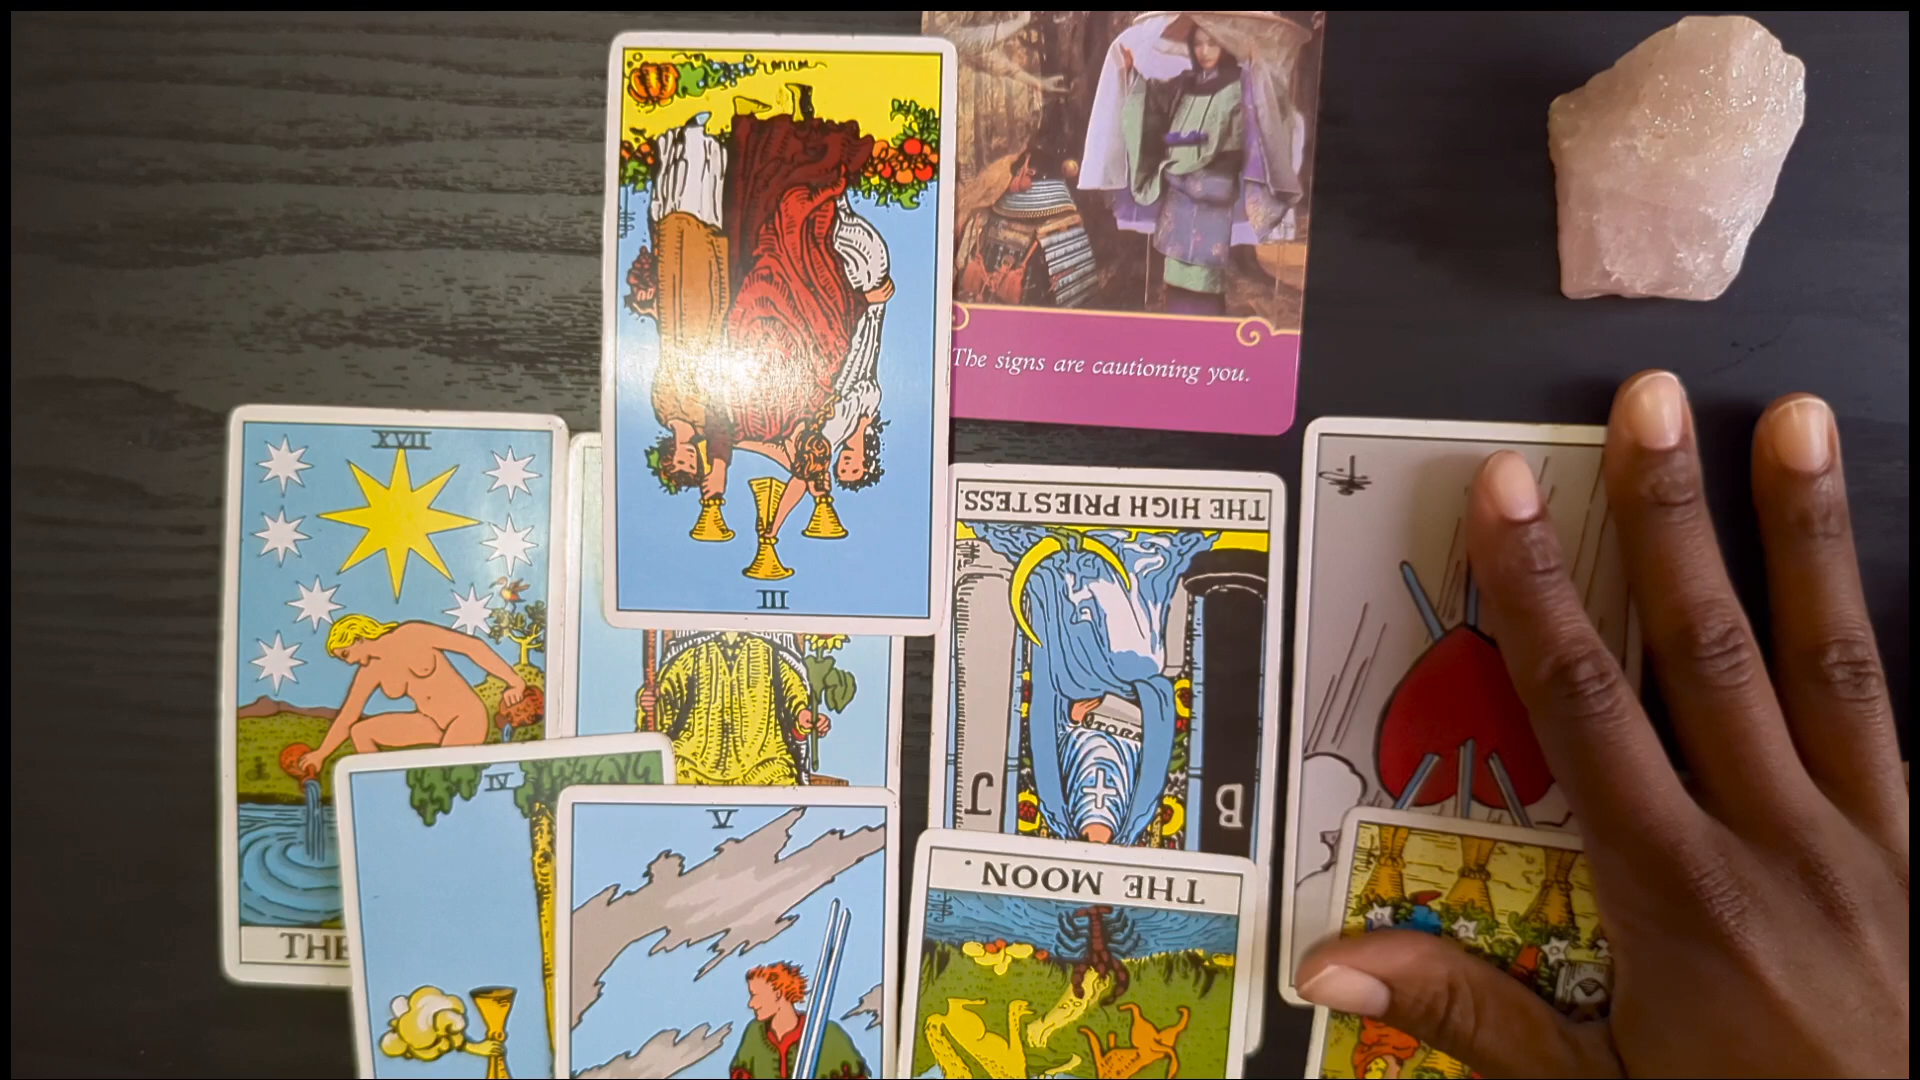 The signs are cautioning you.
XVII
III
THE HIGH PRIESTESS.
TORA
J
B
THE
IV
V
THE MOON.